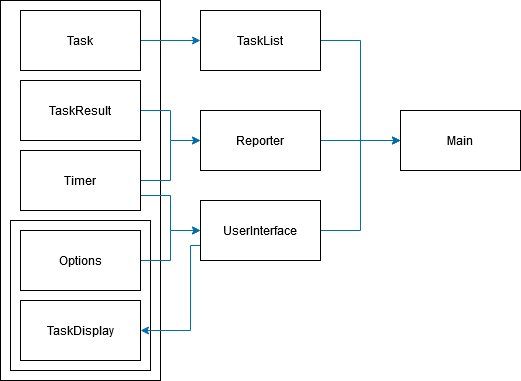 Task
TaskList
TaskResult
Reporter
Main
Timer
UserInterface
Options
TaskDisplay